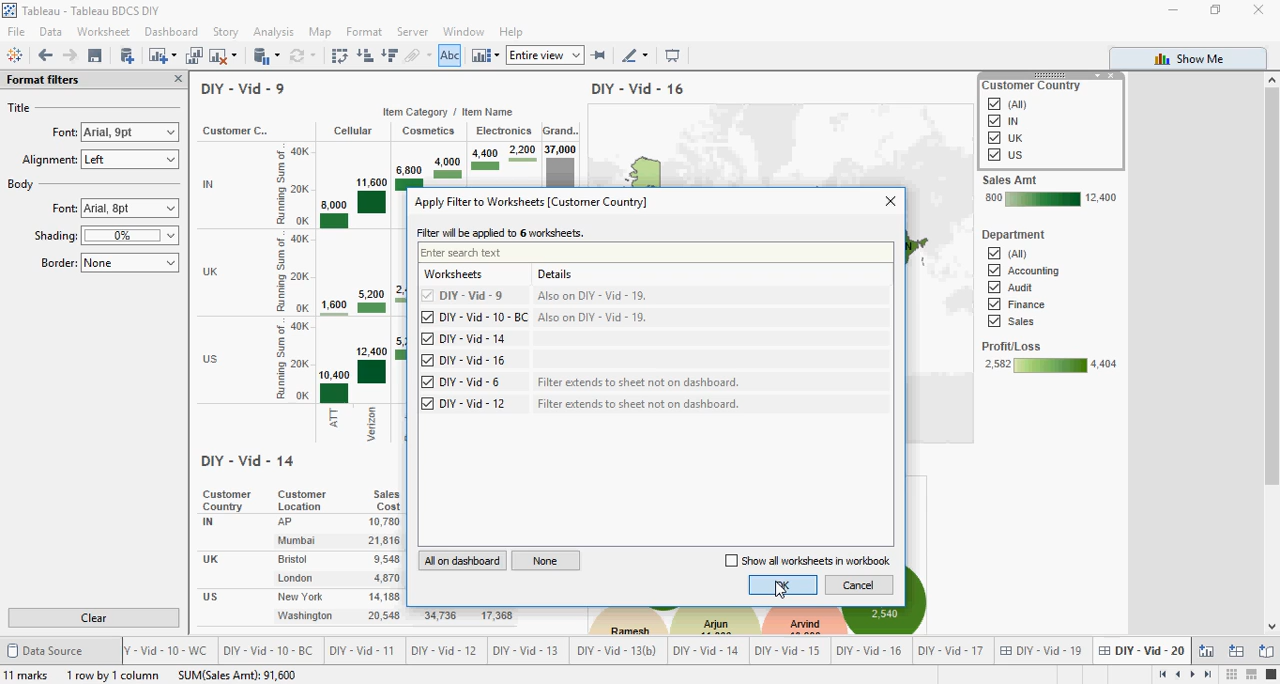 Tableau - Tableau BDCS DIY
File Data Worksheet Dashboard Story Analysis Map Format Server Window Help
Abc Entire view Show Me
Format filters
Title
Font: Arial, 9pt
Alignment: Left
Body
Font: Arial, 8pt
Shading: 0%
Border: None
Clear
DIY - Vid - 9
Item Category / Item Name
Customer C.. Cellular Cosmetics Electronics Grand..
IN
Running Sum of..
40K
20K
0K
8,000 11,600 6,800 4,000 4,400 2,200 37,000
UK
Running Sum of..
40K
20K
0K
1,600 5,200
US
Running Sum of..
40K
20K
0K
10,400 12,400
ATT Verizon
DIY - Vid - 16
Customer Country
(All)
IN
UK
US
Sales Amt
800 12,400
Department
(All)
Accounting
Audit
Finance
Sales
Profit/Loss
2,582 4,404
Apply Filter to Worksheets [Customer Country]
Filter will be applied to 6 worksheets.
Enter search text
Worksheets Details
DIY - Vid - 9 Also on DIY - Vid - 19.
DIY - Vid - 10 - BC Also on DIY - Vid - 19.
DIY - Vid - 14
DIY - Vid - 16
DIY - Vid - 6 Filter extends to sheet not on dashboard.
DIY - Vid - 12 Filter extends to sheet not on dashboard.
All on dashboard None Show all worksheets in workbook
OK Cancel
DIY - Vid - 14
Customer Country Customer Location Sales Cost
IN AP 10,780
Mumbai 21,816
UK Bristol 9,548
London 4,870
US New York 14,188
Washington 20,548 34,736 17,368
Ramesh Arjun Arvind 2,540
Data Source Y - Vid - 10 - WC DIY - Vid - 10 - BC DIY - Vid - 11 DIY - Vid - 12 DIY - Vid - 13 DIY - Vid - 13(b) DIY - Vid - 14 DIY - Vid - 15 DIY - Vid - 16 DIY - Vid - 17 DIY - Vid - 19 DIY - Vid - 20
11 marks 1 row by 1 column SUM(Sales Amt): 91,600